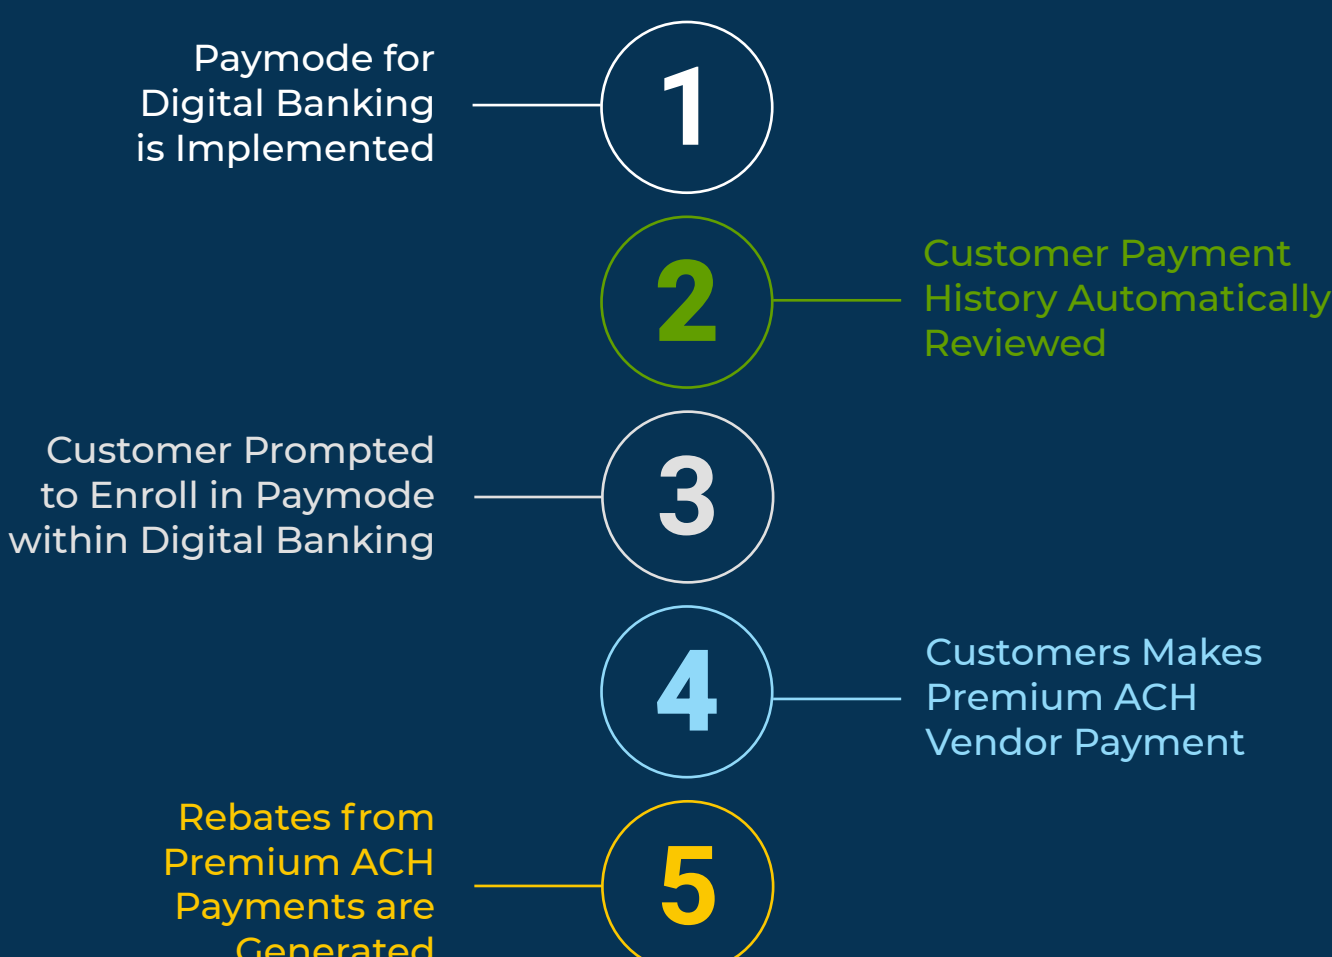 Paymode for
Digital Banking
is Implemented
1
2
Customer Payment
History Automatically
Reviewed
Customer Prompted
to Enroll in Paymode
within Digital Banking
3
4
Customers Makes
Premium ACH
Vendor Payment
Rebates from
Premium ACH
Payments are
Generated
5